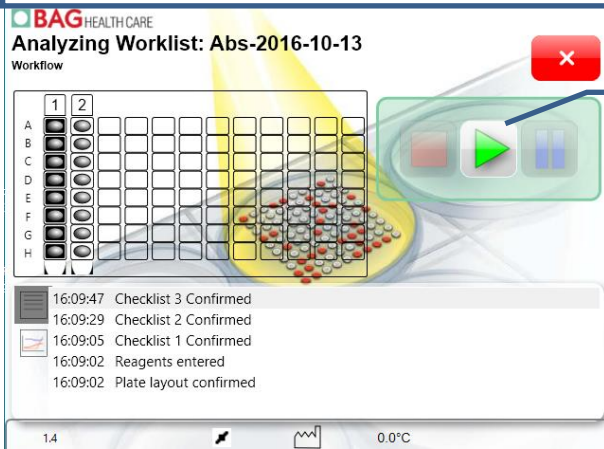 BAG HEALTH CARE
Analyzing Worklist: Abs-2016-10-13
Workflow
1 2
A
B
C
D
E
F
G
H
16:09:47 Checklist 3 Confirmed
16:09:29 Checklist 2 Confirmed
16:09:05 Checklist 1 Confirmed
16:09:02 Reagents entered
16:09:02 Plate layout confirmed
1.4 0.0°C